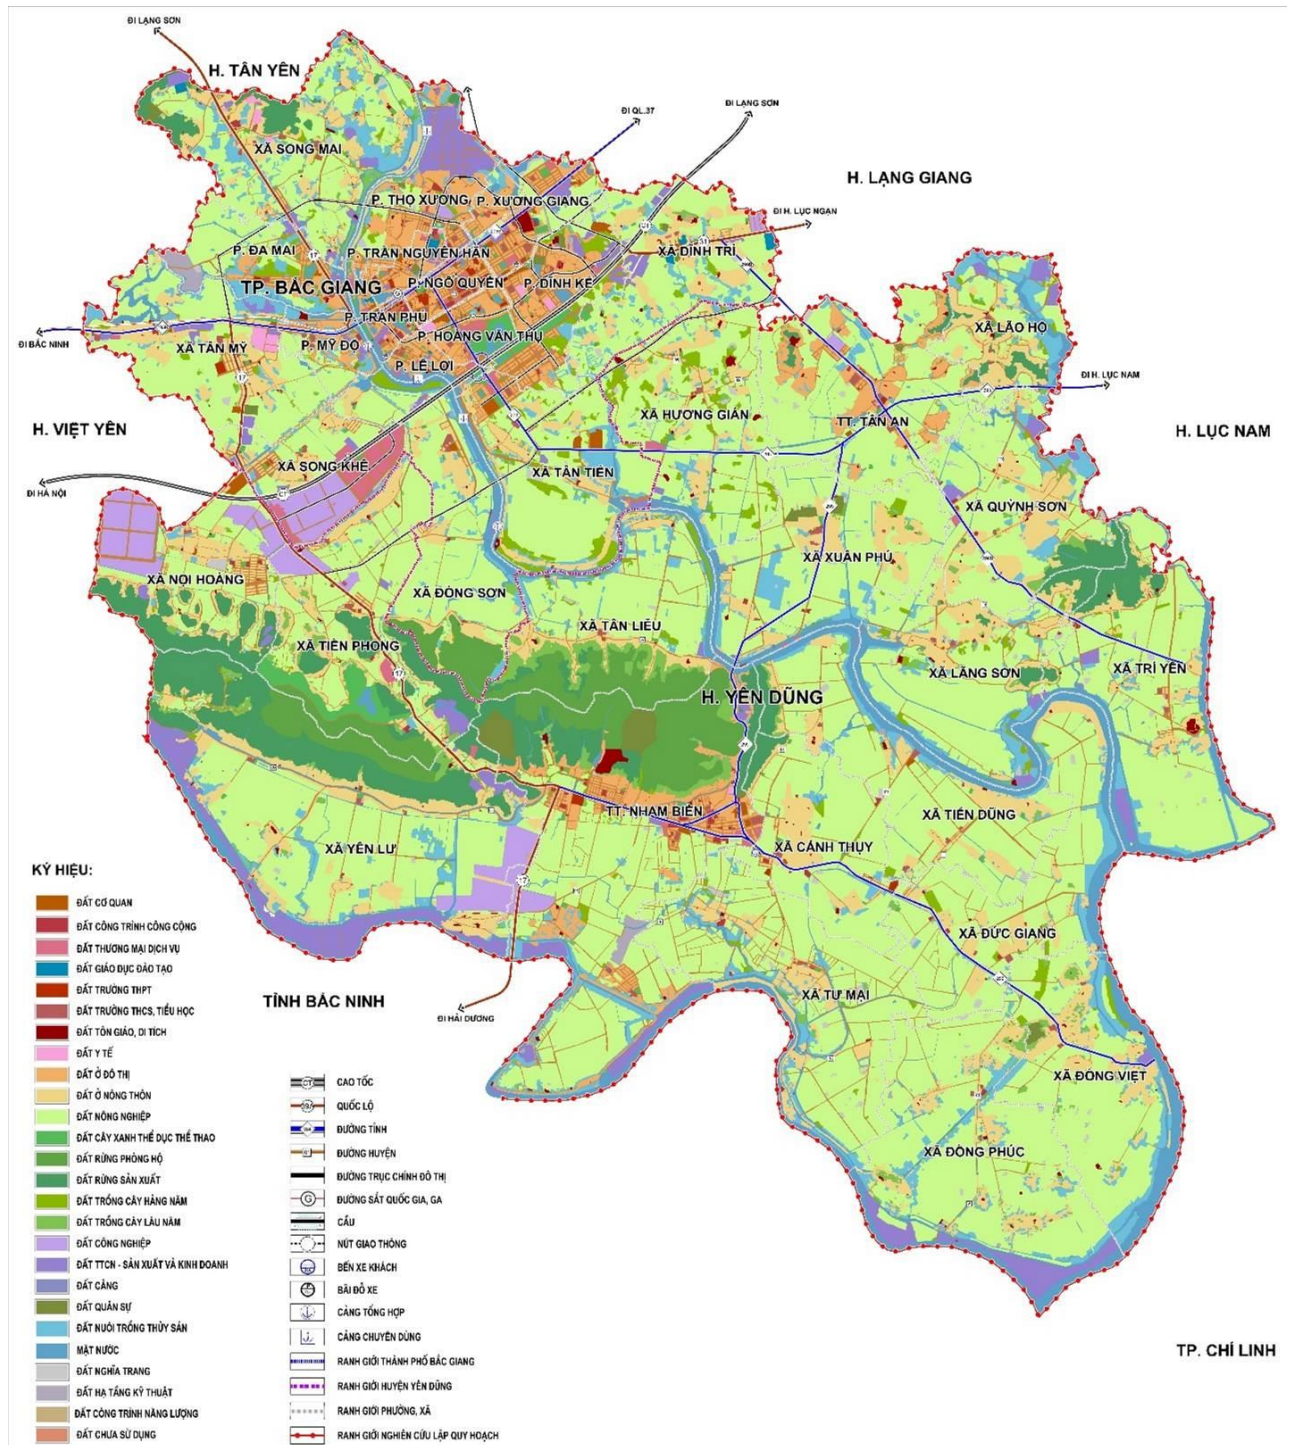 ĐI LẠNG SƠN
H. TÂN YÊN
ĐI LẠNG SƠN
ĐI QL.37
XÃ SONG MAI
H. LẠNG GIANG
P. THỌ XƯƠNG
P. XƯƠNG GIANG
ĐI H. LỤC NGẠN
P. ĐA MAI
P. TRẦN NGUYÊN HÃN
XÃ DĨNH TRÌ
TP. BẮC GIANG
P. NGÔ QUYỀN
P. DĨNH KẾ
P. TRẦN PHÚ
XÃ LÃO HỘ
ĐI BẮC NINH
XÃ TÂN MỸ
P. MỸ ĐỘ
P. HOÀNG VĂN THỤ
P. LÊ LỢI
ĐI H. LỤC NAM
17
XÃ HƯƠNG GIÁN
TT. TÂN AN
H. VIỆT YÊN
H. LỤC NAM
XÃ SONG KHÊ
XÃ TÂN TIẾN
ĐI HÀ NỘI
CT
XÃ QUỲNH SƠN
XÃ XUÂN PHÚ
XÃ NỘI HOÀNG
XÃ ĐỒNG SƠN
XÃ TÂN LIỄU
XÃ TIỀN PHONG
17
XÃ LÃNG SƠN
XÃ TRÍ YÊN
H. YÊN DŨNG
TT. NHAM BIỀN
XÃ TIẾN DŨNG
XÃ YÊN LƯ
XÃ CẢNH THỤY
XÃ ĐỨC GIANG
XÃ TƯ MẠI
TỈNH BẮC NINH
ĐI HẢI DƯƠNG
XÃ ĐỒNG VIỆT
XÃ ĐỒNG PHÚC
TP. CHÍ LINH
KÝ HIỆU:
ĐẤT CƠ QUAN
ĐẤT CÔNG TRÌNH CÔNG CỘNG
ĐẤT THƯƠNG MẠI DỊCH VỤ
ĐẤT GIÁO DỤC ĐÀO TẠO
ĐẤT TRƯỜNG THPT
ĐẤT TRƯỜNG THCS, TIỂU HỌC
ĐẤT TÔN GIÁO, DI TÍCH
ĐẤT Y TẾ
ĐẤT Ở ĐÔ THỊ
ĐẤT Ở NÔNG THÔN
ĐẤT NÔNG NGHIỆP
ĐẤT CÂY XANH THỂ DỤC THỂ THAO
ĐẤT RỪNG PHÒNG HỘ
ĐẤT RỪNG SẢN XUẤT
ĐẤT TRỒNG CÂY HÀNG NĂM
ĐẤT TRỒNG CÂY LÂU NĂM
ĐẤT CÔNG NGHIỆP
ĐẤT TTCN - SẢN XUẤT VÀ KINH DOANH
ĐẤT CẢNG
ĐẤT QUÂN SỰ
ĐẤT NUÔI TRỒNG THỦY SẢN
MẶT NƯỚC
ĐẤT NGHĨA TRANG
ĐẤT HẠ TẦNG KỸ THUẬT
ĐẤT CÔNG TRÌNH NĂNG LƯỢNG
ĐẤT CHƯA SỬ DỤNG
CAO TỐC
QUỐC LỘ
ĐƯỜNG TỈNH
ĐƯỜNG HUYỆN
ĐƯỜNG TRỤC CHÍNH ĐÔ THỊ
ĐƯỜNG SẮT QUỐC GIA, GA
CẦU
NÚT GIAO THÔNG
BẾN XE KHÁCH
BÃI ĐỖ XE
CẢNG TỔNG HỢP
CẢNG CHUYÊN DÙNG
RANH GIỚI THÀNH PHỐ BẮC GIANG
RANH GIỚI HUYỆN YÊN DŨNG
RANH GIỚI PHƯỜNG, XÃ
RANH GIỚI NGHIÊN CỨU LẬP QUY HOẠCH